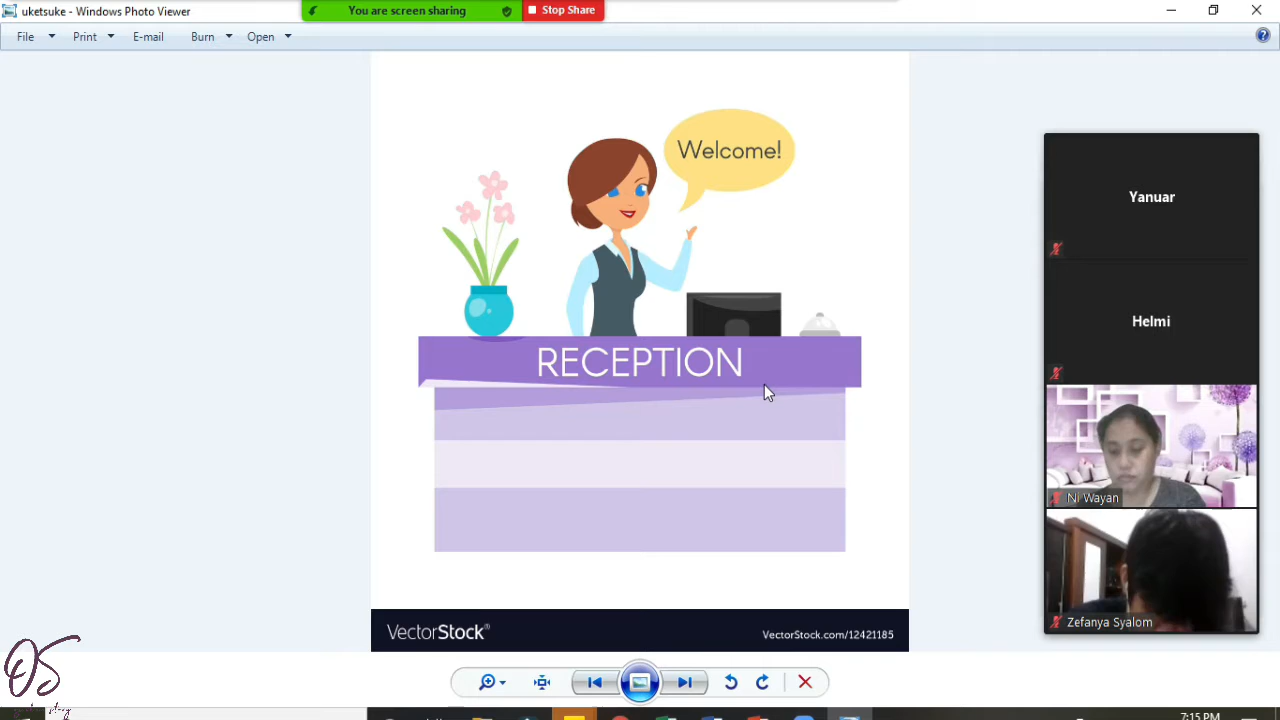 uketsuke - Windows Photo Viewer
You are screen sharing
Stop Share
File Print E-mail Burn Open
Welcome!
RECEPTION
VectorStock®
VectorStock.com/12421185
Yanuar
Helmi
Ni Wayan
Zefanya Syalom
7:15 PM